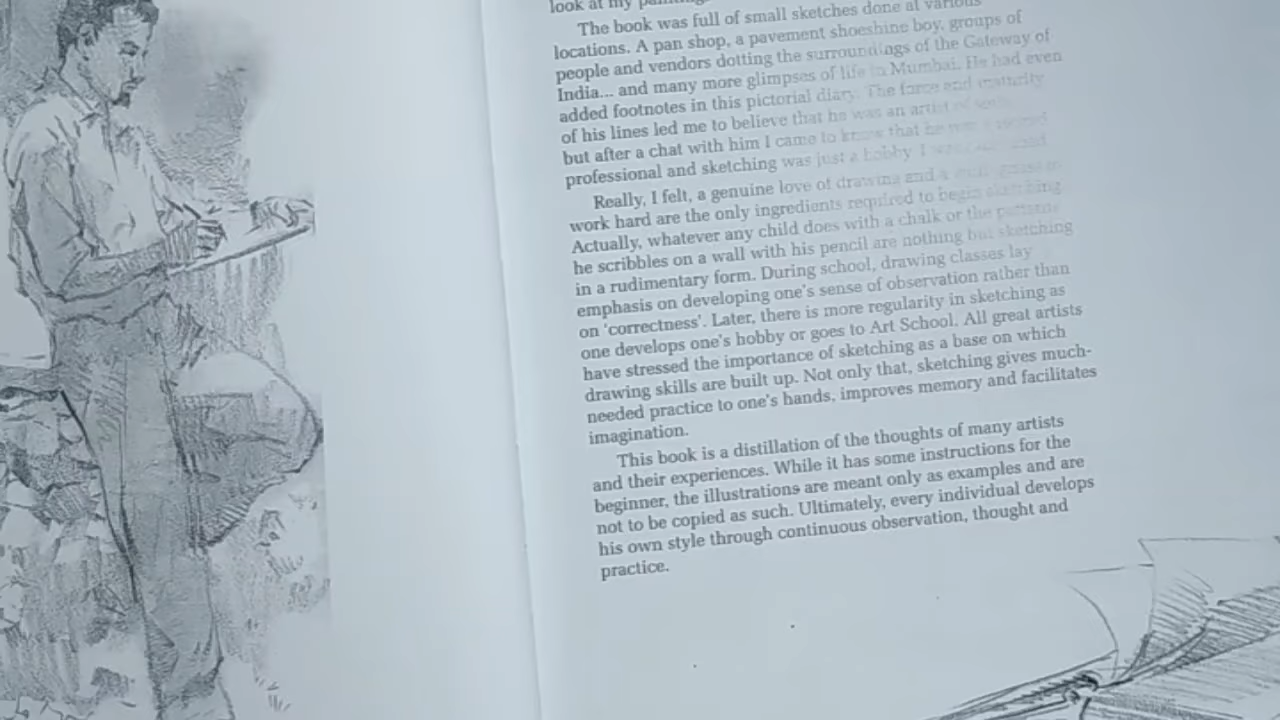 look at my
The book was full of small sketches done at various
locations. A pan shop, a pavement shoeshine boy, groups of
people and vendors dotting the surroundings of the Gateway of
India... and many more glimpses of life in Mumbai. He had even
added footnotes in this pictorial diary. The force and maturity
of his lines led me to believe that he was an artist of
but after a chat with him I came to know that he was a
professional and sketching was just a hobby. I was
Really, I felt, a genuine love of drawing and a
work hard are the only ingredients required to begin sketching.
Actually, whatever any child does with a chalk or the patterns
he scribbles on a wall with his pencil are nothing but sketching
in a rudimentary form. During school, drawing classes lay
emphasis on developing one's sense of observation rather than
on 'correctness'. Later, there is more regularity in sketching as
one develops one's hobby or goes to Art School. All great artists
have stressed the importance of sketching as a base on which
drawing skills are built up. Not only that, sketching gives much-
needed practice to one's hands, improves memory and facilitates
imagination.
This book is a distillation of the thoughts of many artists
and their experiences. While it has some instructions for the
beginner, the illustrations are meant only as examples and are
not to be copied as such. Ultimately, every individual develops
his own style through continuous observation, thought and
practice.